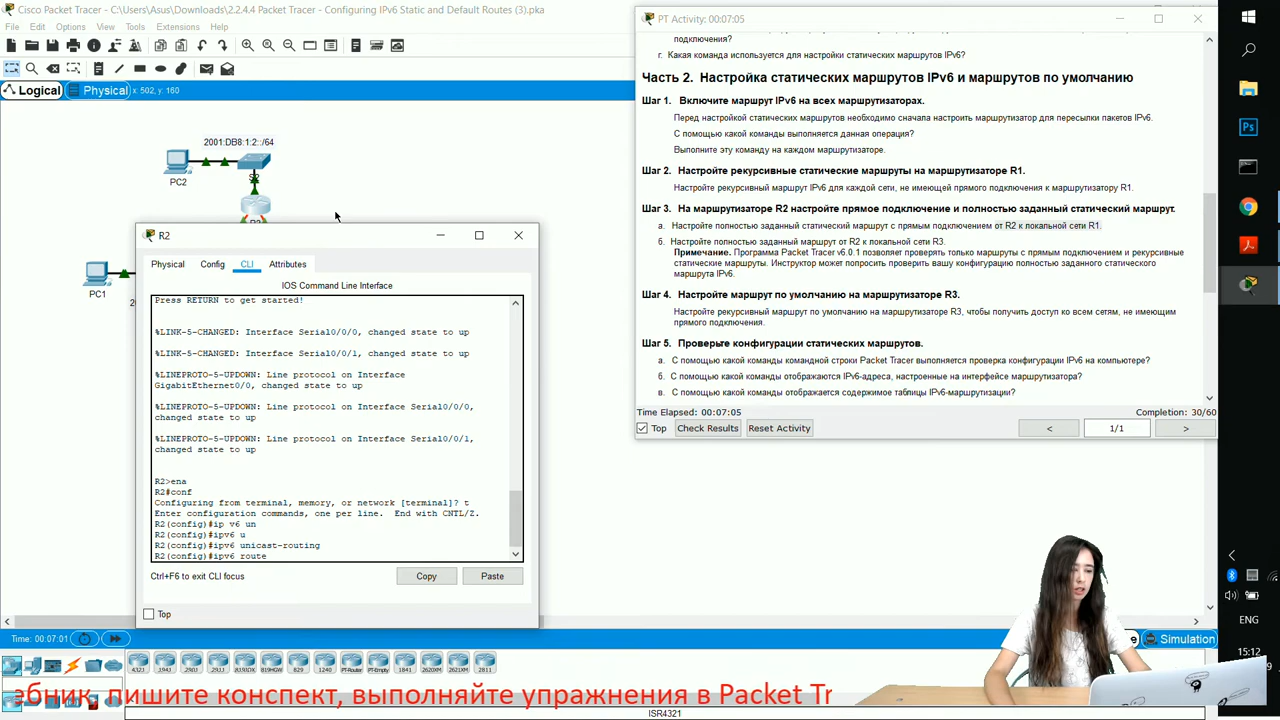 Cisco Packet Tracer - C:\Users\Asus\Downloads\2.2.4.4 Packet Tracer - Configuring IPv6 Static and Default Routes (3).pka
File Edit Options View Tools Extensions Help
Logical Physical x: 502, y: 160
2001:DB8:1:2::/64
PC2
PC1
R2
Physical Config CLI Attributes
IOS Command Line Interface
Press RETURN to get started!
%LINK-5-CHANGED: Interface Serial0/0/0, changed state to up
%LINK-5-CHANGED: Interface Serial0/0/1, changed state to up
%LINEPROTO-5-UPDOWN: Line protocol on Interface
GigabitEthernet0/0, changed state to up
%LINEPROTO-5-UPDOWN: Line protocol on Interface Serial0/0/0,
changed state to up
%LINEPROTO-5-UPDOWN: Line protocol on Interface Serial0/0/1,
changed state to up
R2>ena
R2#conf
Configuring from terminal, memory, or network [terminal]? t
Enter configuration commands, one per line. End with CNTL/Z.
R2(config)#ip v6 un
R2(config)#ipv6 u
R2(config)#ipv6 unicast-routing
R2(config)#ipv6 route
Ctrl+F6 to exit CLI focus
Copy
Paste
Top
PT Activity: 00:07:05
подключения?
г. Какая команда используется для настройки статических маршрутов IPv6?
Часть 2. Настройка статических маршрутов IPv6 и маршрутов по умолчанию
Шаг 1. Включите маршрут IPv6 на всех маршрутизаторах.
Перед настройкой статических маршрутов необходимо сначала настроить маршрутизатор для пересылки пакетов IPv6.
С помощью какой команды выполняется данная операция?
Выполните эту команду на каждом маршрутизаторе.
Шаг 2. Настройте рекурсивные статические маршруты на маршрутизаторе R1.
Настройте рекурсивный маршрут IPv6 для каждой сети, не имеющей прямого подключения к маршрутизатору R1.
Шаг 3. На маршрутизаторе R2 настройте прямое подключение и полностью заданный статический маршрут.
а. Настройте полностью заданный статический маршрут с прямым подключением от R2 к локальной сети R1.
б. Настройте полностью заданный маршрут от R2 к локальной сети R3.
Примечание. Программа Packet Tracer v6.0.1 позволяет проверить только маршруты с прямым подключением и рекурсивные
статические маршруты. Инструктор может попросить проверить вашу конфигурацию полностью заданного статического
маршрута IPv6.
Шаг 4. Настройте маршрут по умолчанию на маршрутизаторе R3.
Настройте рекурсивный маршрут по умолчанию на маршрутизаторе R3, чтобы получить доступ ко всем сетям, не имеющим
прямого подключения.
Шаг 5. Проверьте конфигурации статических маршрутов.
а. С помощью какой команды командной строки Packet Tracer выполняется проверка конфигурации IPv6 на компьютере?
б. С помощью какой команды отображаются IPv6-адреса, настроенные на интерфейсе маршрутизатора?
в. С помощью какой команды отображается содержимое таблицы IPv6-маршрутизации?
Time Elapsed: 00:07:05
Completion: 30/60
Top
Check Results
Reset Activity
<
1/1
>
Time: 00:07:01
Simulation
4321 1941 2901 2911 819IOX 819HGW 829 1240 PT-Router PT-Empty 1841 2620XM 2621XM 2811
ISR4321
ENG
15:12
ебник, пишите конспект, выполняйте упражнения в Packet Tr